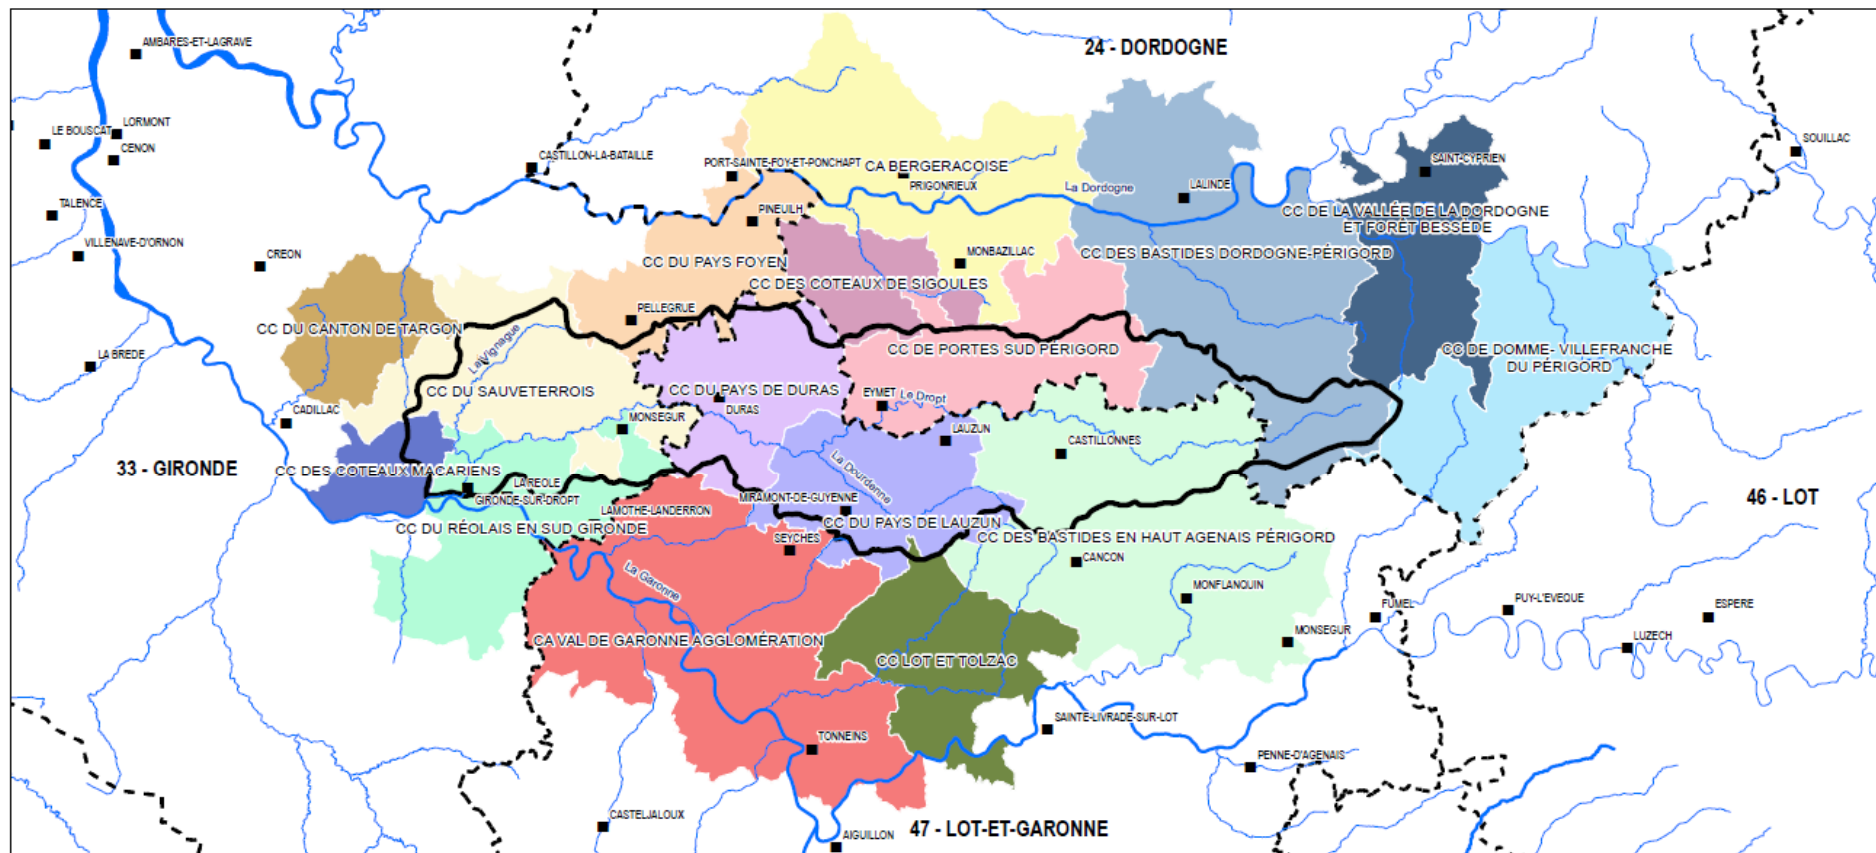 AMBARES-ET-LAGRAVE
24 - DORDOGNE
LE BOUSCAT
LORMONT
CENON
SOUILLAC
CASTILLON-LA-BATAILLE
PORT-SAINTE-FOY-ET-PONCHAPT
CA BERGERACOISE
PRIGONRIEUX
SAINT-CYPRIEN
La Dordogne
LALINDE
TALENCE
PINEUILH
CC DE LA VALLÉE DE LA DORDOGNE
ET FORÊT BESSÈDE
VILLENAVE-D'ORNON
CREON
CC DU PAYS FOYEN
MONBAZILLAC
CC DES BASTIDES DORDOGNE-PÉRIGORD
CC DES COTEAUX DE SIGOULES
PELLEGRUE
CC DU CANTON DE TARGON
La Vignague
LA BREDE
CC DE PORTES SUD PÉRIGORD
CC DE DOMME- VILLEFRANCHE
DU PÉRIGORD
CC DU SAUVETERROIS
CC DU PAYS DE DURAS
EYMET
Le Dropt
CADILLAC
DURAS
MONSEGUR
LAUZUN
CASTILLONNES
33 - GIRONDE
CC DES COTEAUX MACARIENS
LA REOLE
La Dourdenne
GIRONDE-SUR-DROPT
MIRAMONT-DE-GUYENNE
46 - LOT
LAMOTHE-LANDERRON
CC DU RÉOLAIS EN SUD GIRONDE
CC DU PAYS DE LAUZUN
SEYCHES
CC DES BASTIDES EN HAUT AGENAIS PÉRIGORD
CANCON
La Garonne
MONFLANQUIN
FUMEL
PUY-L'EVEQUE
ESPERE
CA VAL DE GARONNE AGGLOMÉRATION
MONSEGUR
LUZECH
CC LOT ET TOLZAC
SAINTE-LIVRADE-SUR-LOT
TONNEINS
PENNE-D'AGENAIS
CASTELJALOUX
AIGUILLON
47 - LOT-ET-GARONNE